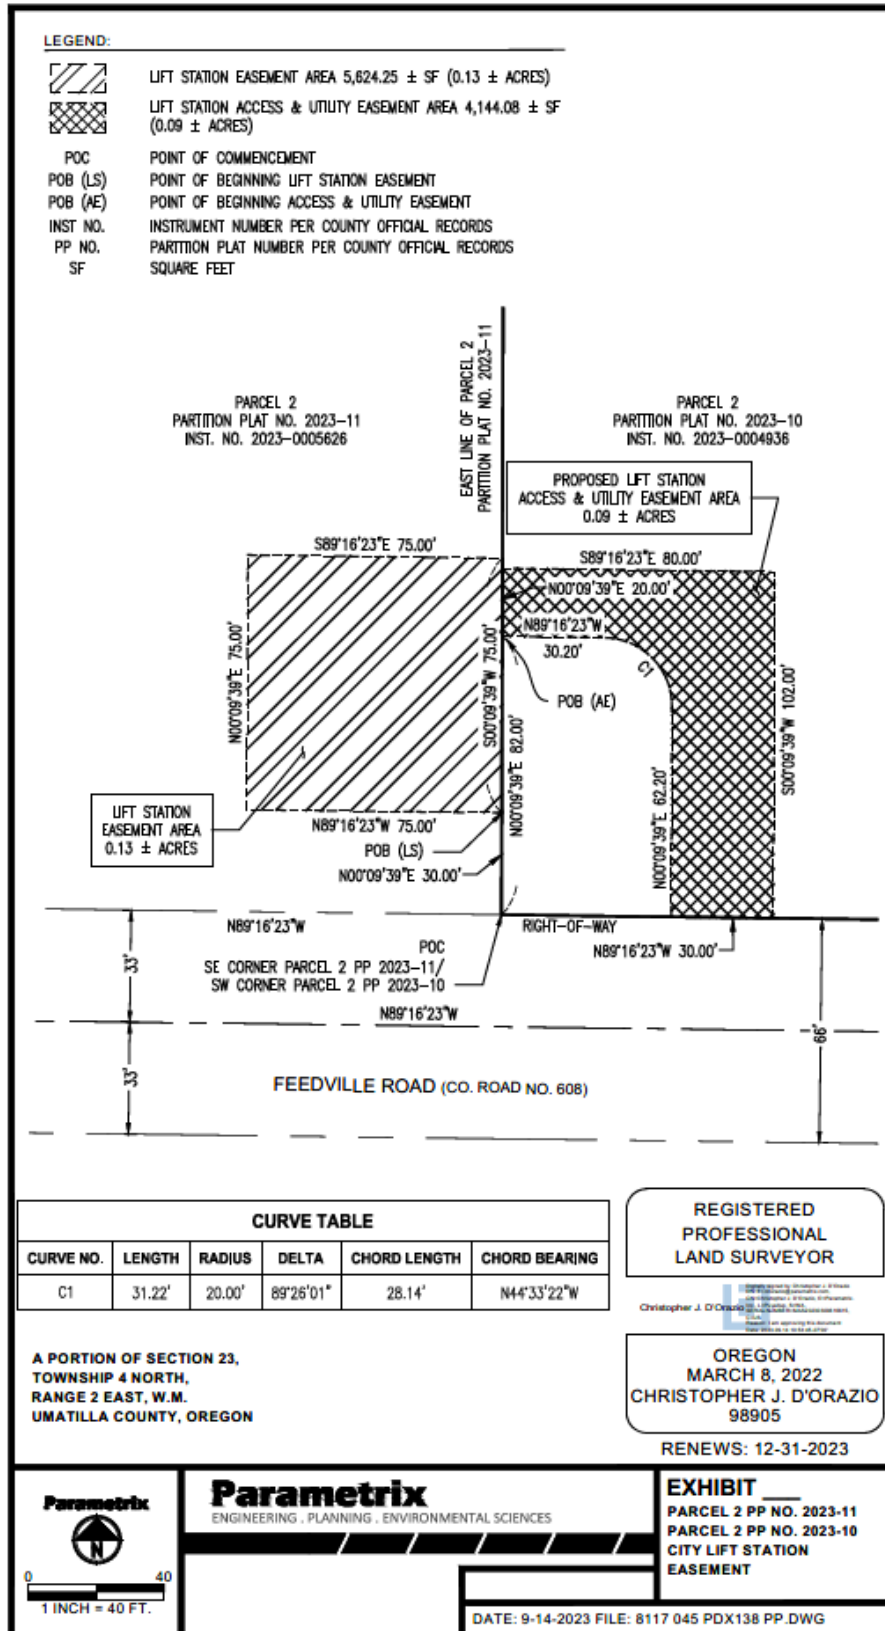 LEGEND:
LIFT STATION EASEMENT AREA 5,624.25 ± SF (0.13 ± ACRES)
LIFT STATION ACCESS & UTILITY EASEMENT AREA 4,144.08 ± SF
(0.09 ± ACRES)
POC POINT OF COMMENCEMENT
POB (LS) POINT OF BEGINNING LIFT STATION EASEMENT
POB (AE) POINT OF BEGINNING ACCESS & UTILITY EASEMENT
INST NO. INSTRUMENT NUMBER PER COUNTY OFFICIAL RECORDS
PP NO. PARTITION PLAT NUMBER PER COUNTY OFFICIAL RECORDS
SF SQUARE FEET
PARCEL 2
PARTITION PLAT NO. 2023-11
INST. NO. 2023-0005626
EAST LINE OF PARCEL 2
PARTITION PLAT NO. 2023-11
PARCEL 2
PARTITION PLAT NO. 2023-10
INST. NO. 2023-0004936
PROPOSED LIFT STATION
ACCESS & UTILITY EASEMENT AREA
0.09 ± ACRES
S89°16'23"E 75.00'
S89°16'23"E 80.00'
N00°09'39"E 20.00'
N89°16'23"W
30.20'
C1
POB (AE)
N00°09'39"E 75.00'
S00°09'39"W 75.00'
N00°09'39"E 82.00'
N00°09'39"E 62.20'
S00°09'39"W 102.00'
LIFT STATION
EASEMENT AREA
0.13 ± ACRES
N89°16'23"W 75.00'
POB (LS)
N00°09'39"E 30.00'
N89°16'23"W
RIGHT-OF-WAY
N89°16'23"W 30.00'
POC
SE CORNER PARCEL 2 PP 2023-11/
SW CORNER PARCEL 2 PP 2023-10
N89°16'23"W
33'
33'
66'
FEEDVILLE ROAD (CO. ROAD NO. 608)
CURVE TABLE
CURVE NO. LENGTH RADIUS DELTA CHORD LENGTH CHORD BEARING
C1 31.22' 20.00' 89°26'01" 28.14' N44°33'22"W
REGISTERED
PROFESSIONAL
LAND SURVEYOR
Christopher J. D'Orazio
OREGON
MARCH 8, 2022
CHRISTOPHER J. D'ORAZIO
98905
RENEWS: 12-31-2023
A PORTION OF SECTION 23,
TOWNSHIP 4 NORTH,
RANGE 2 EAST, W.M.
UMATILLA COUNTY, OREGON
Parametrix
N
0 40
1 INCH = 40 FT.
Parametrix
ENGINEERING . PLANNING . ENVIRONMENTAL SCIENCES
EXHIBIT ___
PARCEL 2 PP NO. 2023-11
PARCEL 2 PP NO. 2023-10
CITY LIFT STATION
EASEMENT
DATE: 9-14-2023 FILE: 8117 045 PDX138 PP.DWG